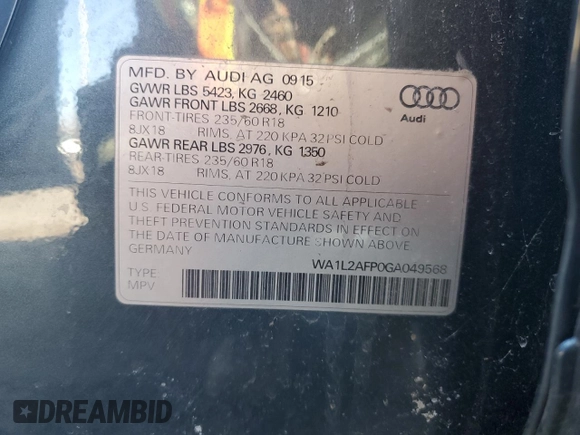 MFD. BY AUDI AG 09 15
GVWR LBS 5423, KG 2460
GAWR FRONT LBS 2668, KG 1210
FRONT-TIRES 235/60 R18
8JX18 RIMS, AT 220 KPA 32 PSI COLD
GAWR REAR LBS 2976, KG 1350
REAR-TIRES 235/60 R18
8JX18 RIMS, AT 220 KPA 32 PSI COLD
Audi
THIS VEHICLE CONFORMS TO ALL APPLICABLE
U.S. FEDERAL MOTOR VEHICLE SAFETY AND
THEFT PREVENTION STANDARDS IN EFFECT ON
THE DATE OF MANUFACTURE SHOWN ABOVE.
GERMANY
WA1L2AFP0GA049568
TYPE
MPV
DREAMBID